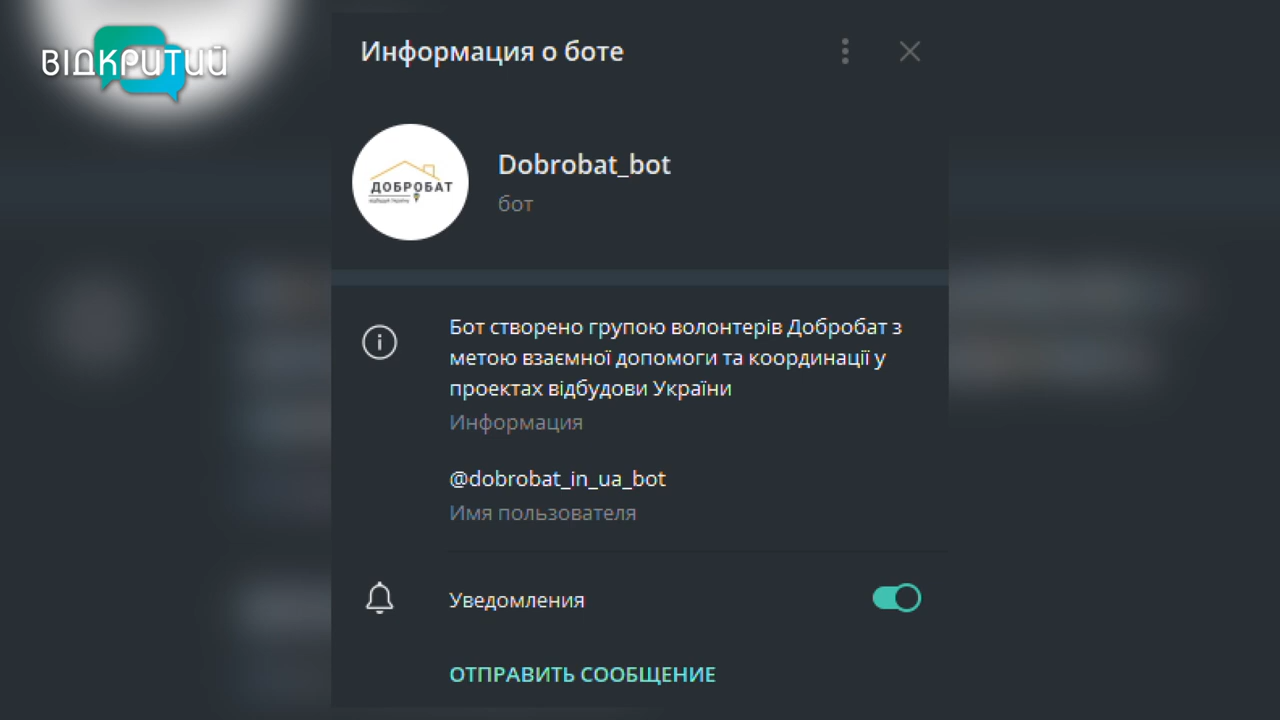 ВІДКРИТИЙ
Информация о боте
ДОБРОБАТ
Dobrobat_bot
бот
Бот створено групою волонтерів Добробат з
метою взаємної допомоги та координації у
проектах відбудови України
Информация
@dobrobat_in_ua_bot
Имя пользователя
Уведомления
ОТПРАВИТЬ СООБЩЕНИЕ